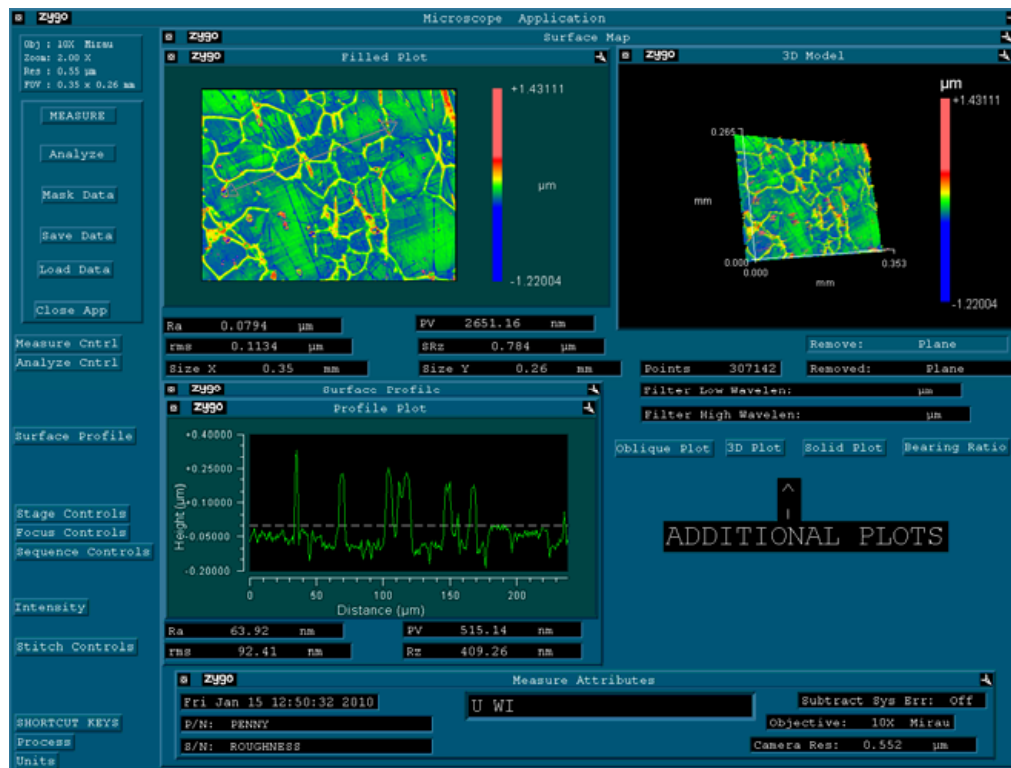 zygo Microscope Application
Obj : 10X Mirau
Zoom: 2.00 X
Res : 0.55 µm
FOV : 0.35 x 0.26 mm
MEASURE
Analyze
Mask Data
Save Data
Load Data
Close App
Measure Cntrl
Analyze Cntrl
Surface Profile
Stage Controls
Focus Controls
Sequence Controls
Intensity
Stitch Controls
SHORTCUT KEYS
Process
Units
zygo Surface Map
zygo Filled Plot
+1.43111
µm
-1.22004
zygo 3D Model
µm
+1.43111
0.265
mm
0.000
0.000
0.353
mm
-1.22004
Ra 0.0794 µm
PV 2651.16 nm
rms 0.1134 µm
SRz 0.784 µm
Size X 0.35 mm
Size Y 0.26 mm
Remove: Plane
Points 307142
Removed: Plane
Filter Low Wavelen: µm
Filter High Wavelen: µm
Oblique Plot
3D Plot
Solid Plot
Bearing Ratio
ADDITIONAL PLOTS
zygo Surface Profile
zygo Profile Plot
+0.40000
+0.25000
+0.10000
-0.05000
-0.20000
Height (µm)
0 50 100 150 200
Distance (µm)
Ra 63.92 nm
PV 515.14 nm
rms 92.41 nm
Rz 409.26 nm
zygo Measure Attributes
Fri Jan 15 12:50:32 2010
P/N: PENNY
S/N: ROUGHNESS
U WI
Subtract Sys Err: Off
Objective: 10X Mirau
Camera Res: 0.552 µm